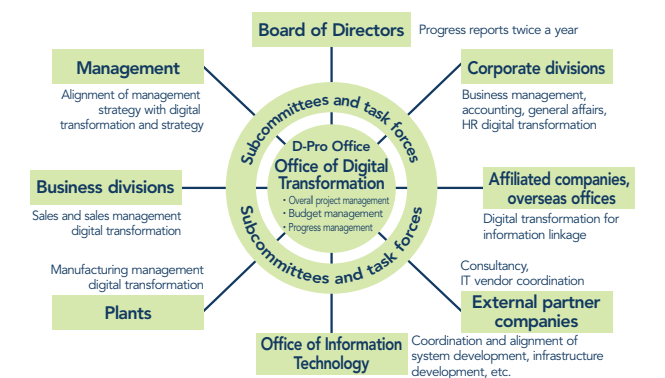 Board of Directors
Progress reports twice a year
Management
Alignment of management
strategy with digital
transformation and strategy
Corporate divisions
Business management,
accounting, general affairs,
HR digital transformation
Subcommittees and task forces
D-Pro Office
Office of Digital
Transformation
・Overall project management
・Budget management
・Progress management
Subcommittees and task forces
Business divisions
Sales and sales management
digital transformation
Affiliated companies,
overseas offices
Digital transformation for
information linkage
Manufacturing management
digital transformation
Plants
Consultancy,
IT vendor coordination
External partner
companies
Office of Information
Technology
Coordination and alignment of
system development, infrastructure
development, etc.